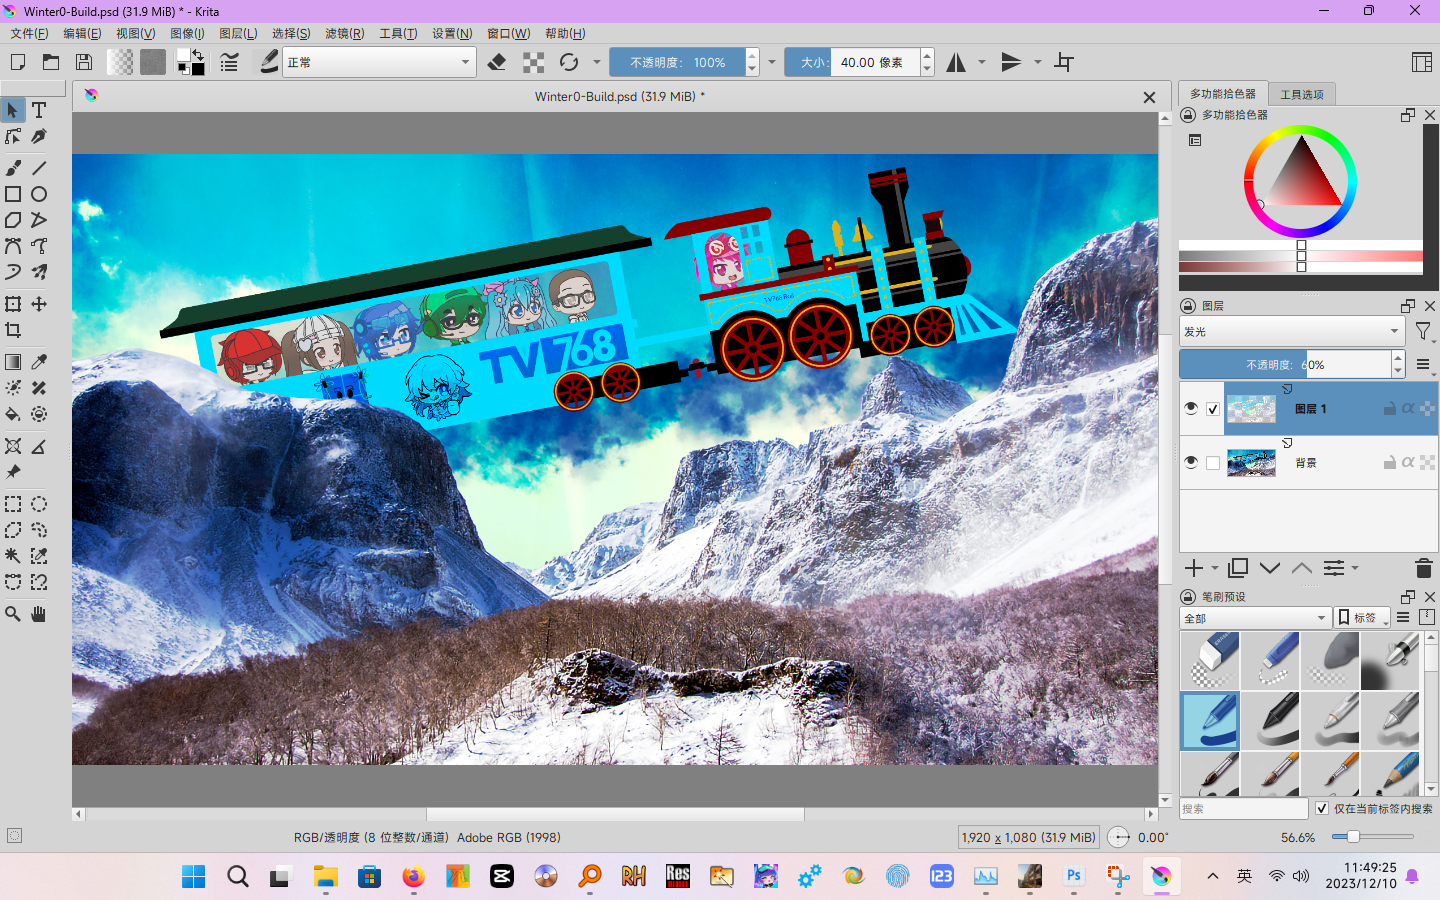 Winter0-Build.psd (31.9 MiB) * - Krita
文件(F) 编辑(E) 视图(V) 图像(I) 图层(L) 选择(S) 滤镜(R) 工具(T) 设置(N) 窗口(W) 帮助(H)
正常
不透明度： 100%
大小： 40.00 像素
Winter0-Build.psd (31.9 MiB) *
多功能拾色器
工具选项
多功能拾色器
TV768
图层
发光
不透明度： 60%
图层 1
背景
笔刷预设
全部
标签
搜索
仅在当前标签内搜索
RGB/透明度 (8 位整数/通道) Adobe RGB (1998)
1,920 x 1,080 (31.9 MiB)
0.00°
56.6%
RH
Res
123
Ps
英
11:49:25
2023/12/10